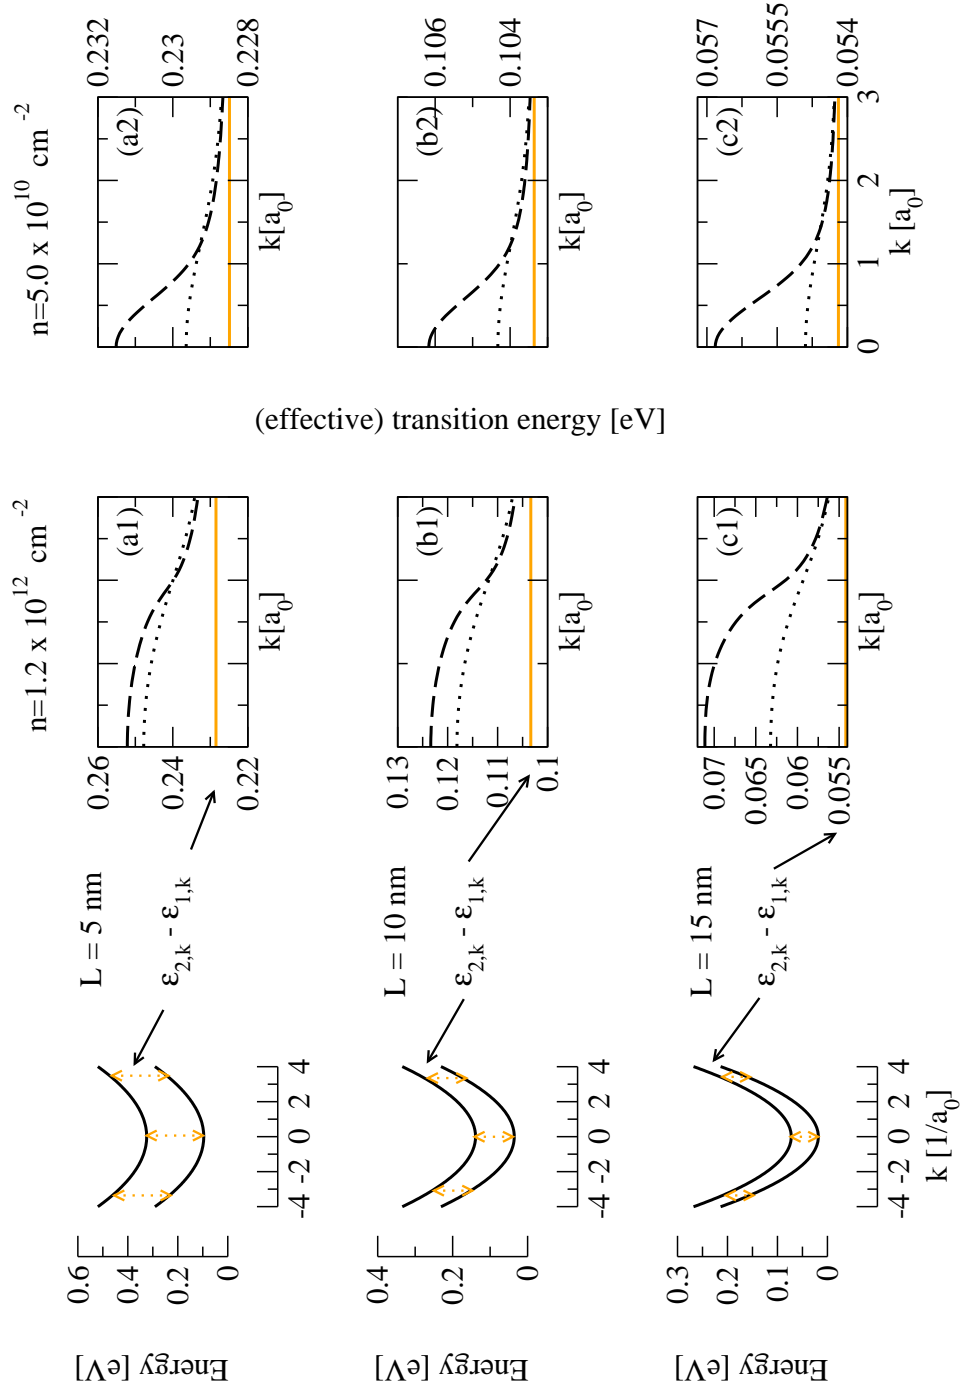 n=1.2 x 10^12 cm^-2
n=5.0 x 10^10 cm^-2
L = 5 nm
ε2,k - ε1,k
Energy [eV]
0.6
0.4
0.2
0
-4 -2 0 2 4
(a1)
0.26
0.24
0.22
k[a0]
(a2)
0.232
0.23
0.228
k[a0]
L = 10 nm
ε2,k - ε1,k
Energy [eV]
0.4
0.2
0
-4 -2 0 2 4
(b1)
0.13
0.12
0.11
0.1
k[a0]
(effective) transition energy [eV]
(b2)
0.106
0.104
k[a0]
L = 15 nm
ε2,k - ε1,k
Energy [eV]
0.3
0.2
0.1
0
-4 -2 0 2 4
k [1/a0]
(c1)
0.07
0.065
0.06
0.055
k[a0]
(c2)
0.057
0.0555
0.054
0 1 2 3
k [a0]